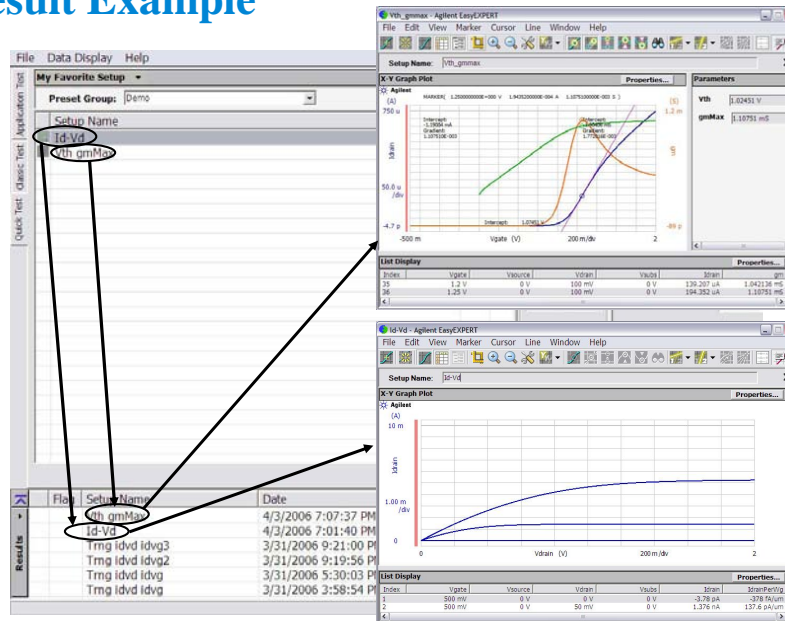 esult Example
File Data Display Help
My Favorite Setup
Preset Group: Demo
Setup Name
Id-Vd
Vth gmMax
Application Test
Classic Test
Quick Test
Flag Setup Name Date
Vth gmMax 4/3/2006 7:07:37 PM
Id-Vd 4/3/2006 7:01:40 PM
Trng idvd idvg3 3/31/2006 9:21:00 P
Trng idvd idvg2 3/31/2006 9:19:56 P
Trng idvd idvg 3/31/2006 5:30:03 P
Trng idvd idvg 3/31/2006 3:58:54 P
Results
Vth_gmmax - Agilent EasyEXPERT
File Edit View Marker Cursor Line Window Help
Setup Name: Vth_gmmax
X-Y Graph Plot Properties... Parameters
Agilent
(A) (S)
750 u 1.2 m
Intercept:
Gradient:
1.107510E-003
Intercept:
Gradient:
Idrain
gm
50.0 u
/div
Intercept:
-4.7 p -89 p
-500 m Vgate (V) 200 m/div 2
Vth 1.02451 V
gmMax 1.10751 mS
List Display Properties...
Index Vgate Vsource Vdrain Vsubs Idrain gm
35 1.2 V 0 V 100 mV 0 V 139.207 uA 1.042136 mS
36 1.25 V 0 V 100 mV 0 V 194.352 uA 1.10751 mS
Id-Vd - Agilent EasyEXPERT
File Edit View Marker Cursor Line Window Help
Setup Name: Id-Vd
X-Y Graph Plot Properties...
Agilent
(A)
10 m
Idrain
1.00 m
/div
0
0 Vdrain (V) 200 m/div 2
List Display Properties...
Index Vgate Vsource Vdrain Vsubs Idrain IdrainPerWg
1 500 mV 0 V 0 V 0 V -3.78 pA -378 fA/um
2 500 mV 0 V 50 mV 0 V 1.376 nA 137.6 pA/um